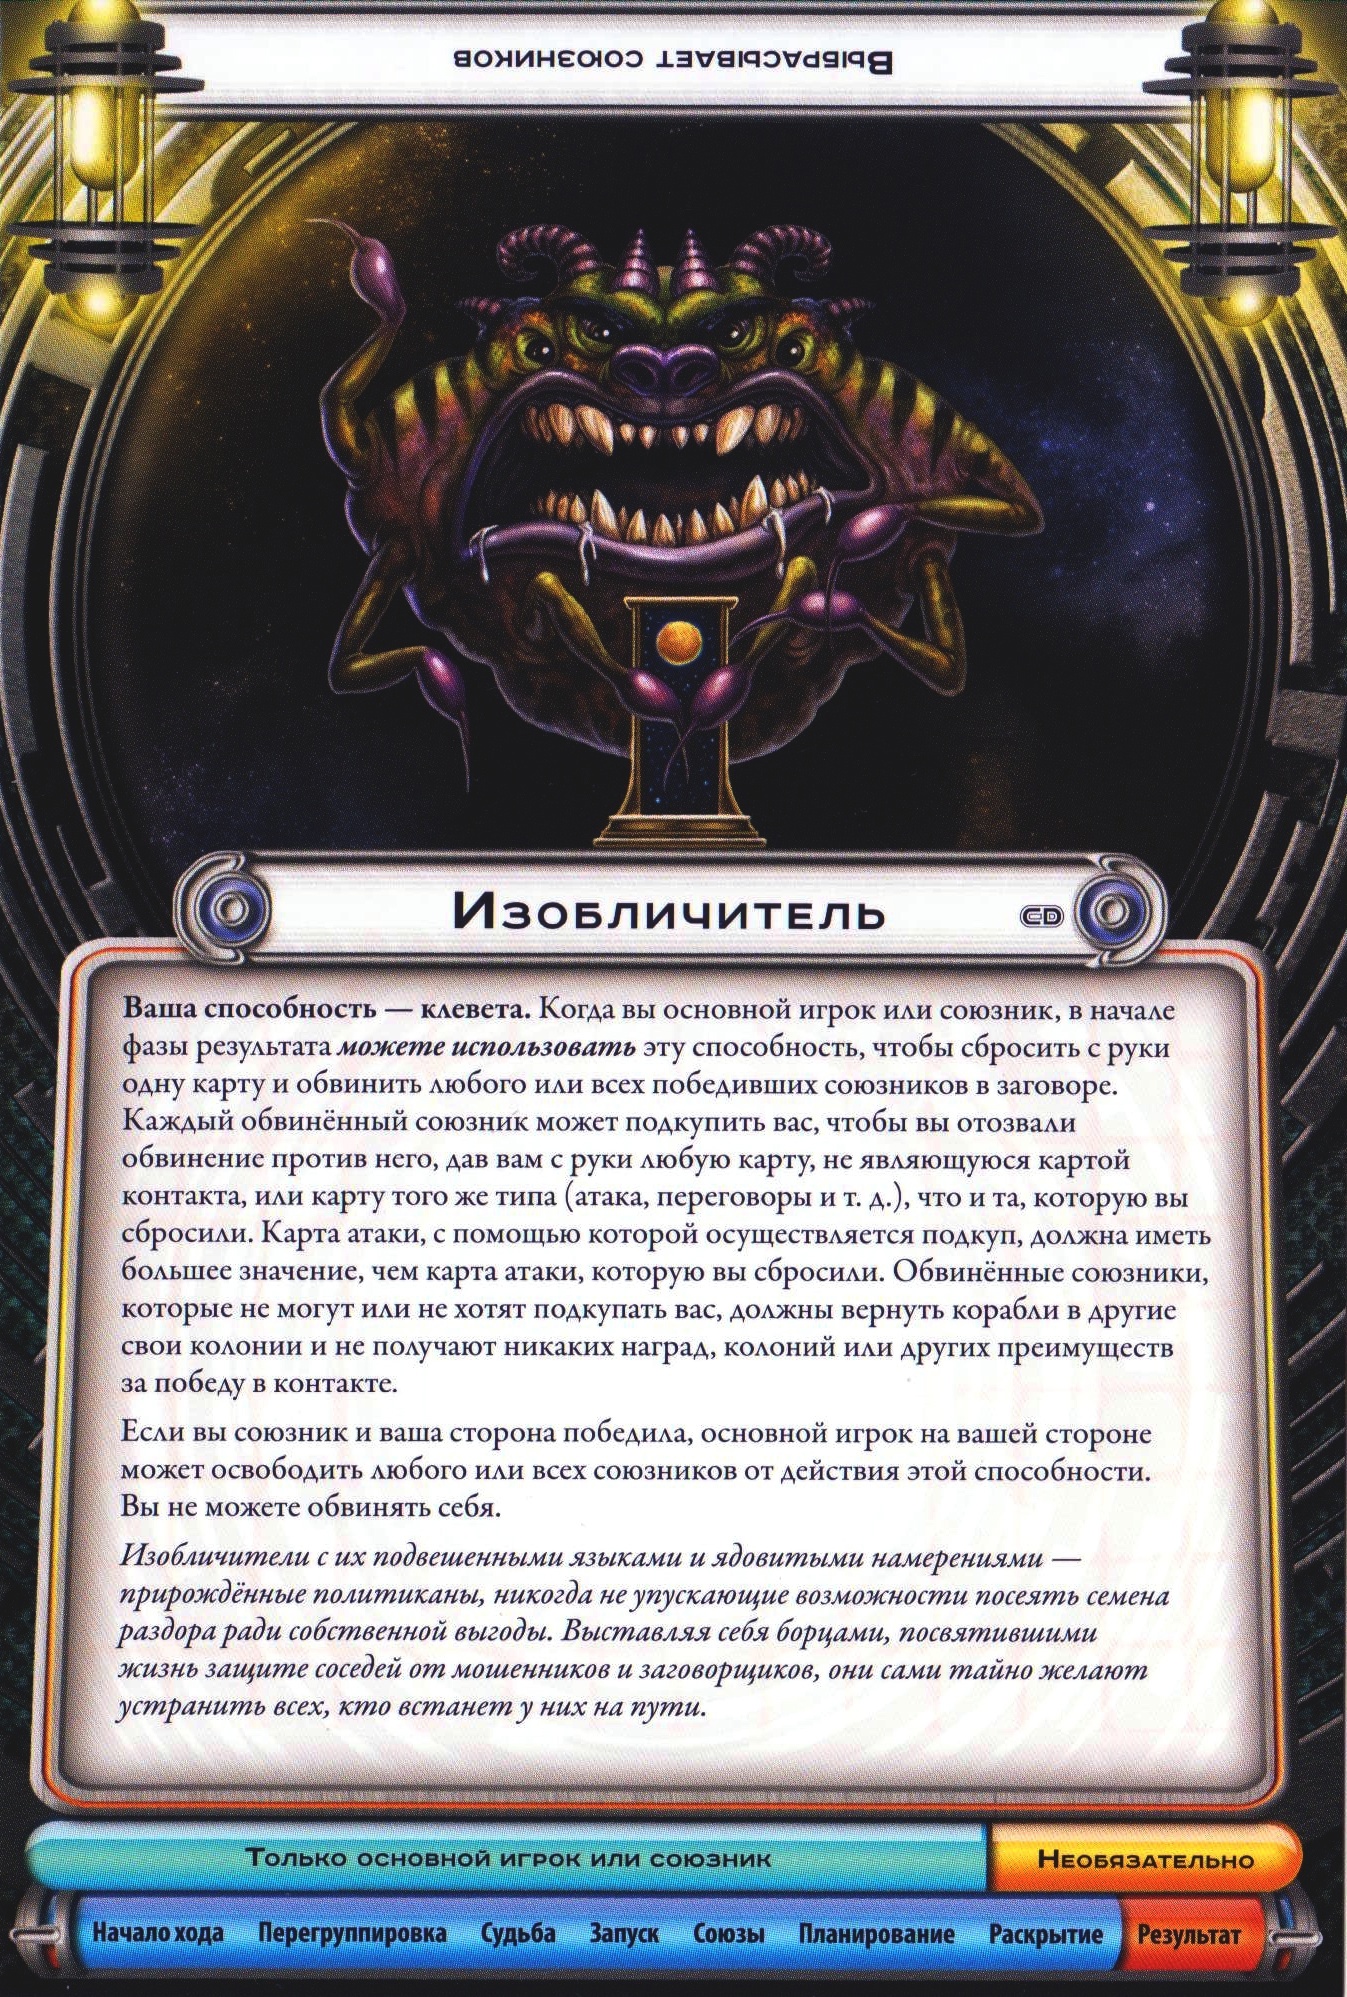 Выбрасывает союзников
Изобличитель
CD
Ваша способность — клевета. Когда вы основной игрок или союзник, в начале
фазы результата можете использовать эту способность, чтобы сбросить с руки
одну карту и обвинить любого или всех победивших союзников в заговоре.
Каждый обвинённый союзник может подкупить вас, чтобы вы отозвали
обвинение против него, дав вам с руки любую карту, не являющуюся картой
контакта, или карту того же типа (атака, переговоры и т. д.), что и та, которую вы
сбросили. Карта атаки, с помощью которой осуществляется подкуп, должна иметь
большее значение, чем карта атаки, которую вы сбросили. Обвинённые союзники,
которые не могут или не хотят подкупать вас, должны вернуть корабли в другие
свои колонии и не получают никаких наград, колоний или других преимуществ
за победу в контакте.
Если вы союзник и ваша сторона победила, основной игрок на вашей стороне
может освободить любого или всех союзников от действия этой способности.
Вы не можете обвинять себя.
Изобличители с их подвешенными языками и ядовитыми намерениями —
прирождённые политиканы, никогда не упускающие возможности посеять семена
раздора ради собственной выгоды. Выставляя себя борцами, посвятившими
жизнь защите соседей от мошенников и заговорщиков, они сами тайно желают
устранить всех, кто встанет у них на пути.
Только основной игрок или союзник Необязательно
Начало хода Перегруппировка Судьба Запуск Союзы Планирование Раскрытие Результат